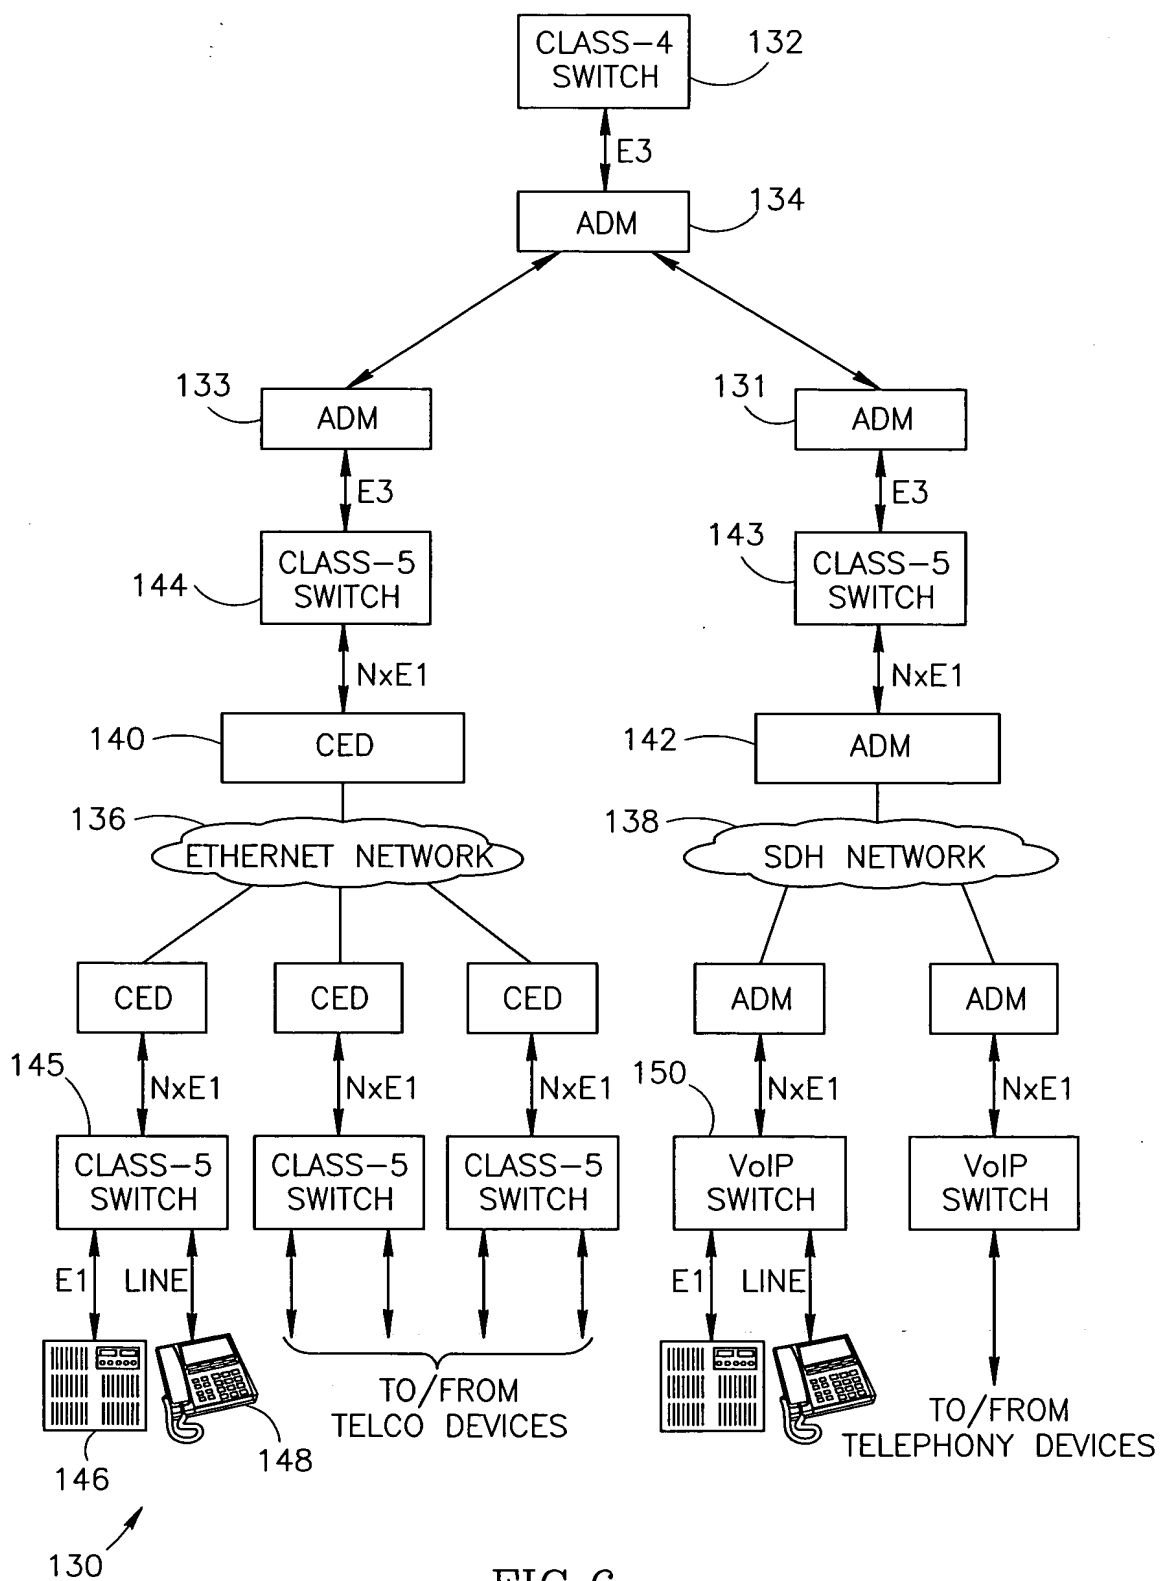 CLASS-4
SWITCH
132
E3
ADM
134
133
ADM
131
ADM
E3
E3
144
CLASS-5
SWITCH
143
CLASS-5
SWITCH
NxE1
NxE1
140
CED
142
ADM
136
ETHERNET NETWORK
138
SDH NETWORK
CED
CED
CED
ADM
ADM
145
NxE1
NxE1
NxE1
150
NxE1
NxE1
CLASS-5
SWITCH
CLASS-5
SWITCH
CLASS-5
SWITCH
VoIP
SWITCH
VoIP
SWITCH
E1
LINE
E1
LINE
TO/FROM
TELCO DEVICES
TO/FROM
TELEPHONY DEVICES
146
148
130
FIG. 6